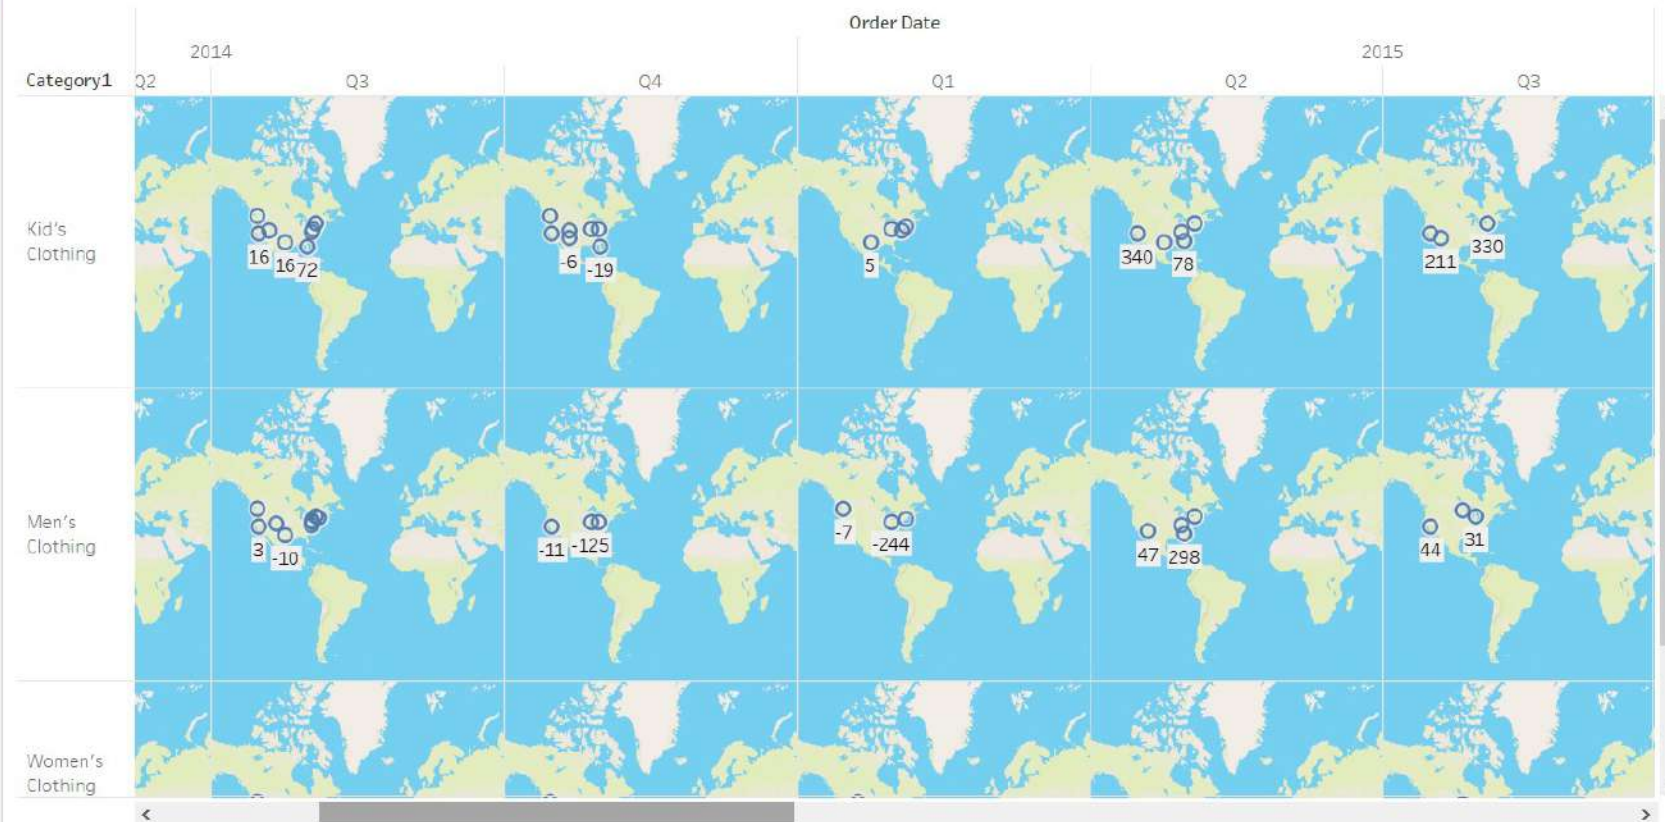 Order Date
2014 2015
Category1 Q2 Q3 Q4 Q1 Q2 Q3
Kid's
Clothing
16 16 72 -6 -19 5 340 78 211 330
Men's
Clothing
3 -10 -11 -125 -7 -244 47 298 44 31
Women's
Clothing